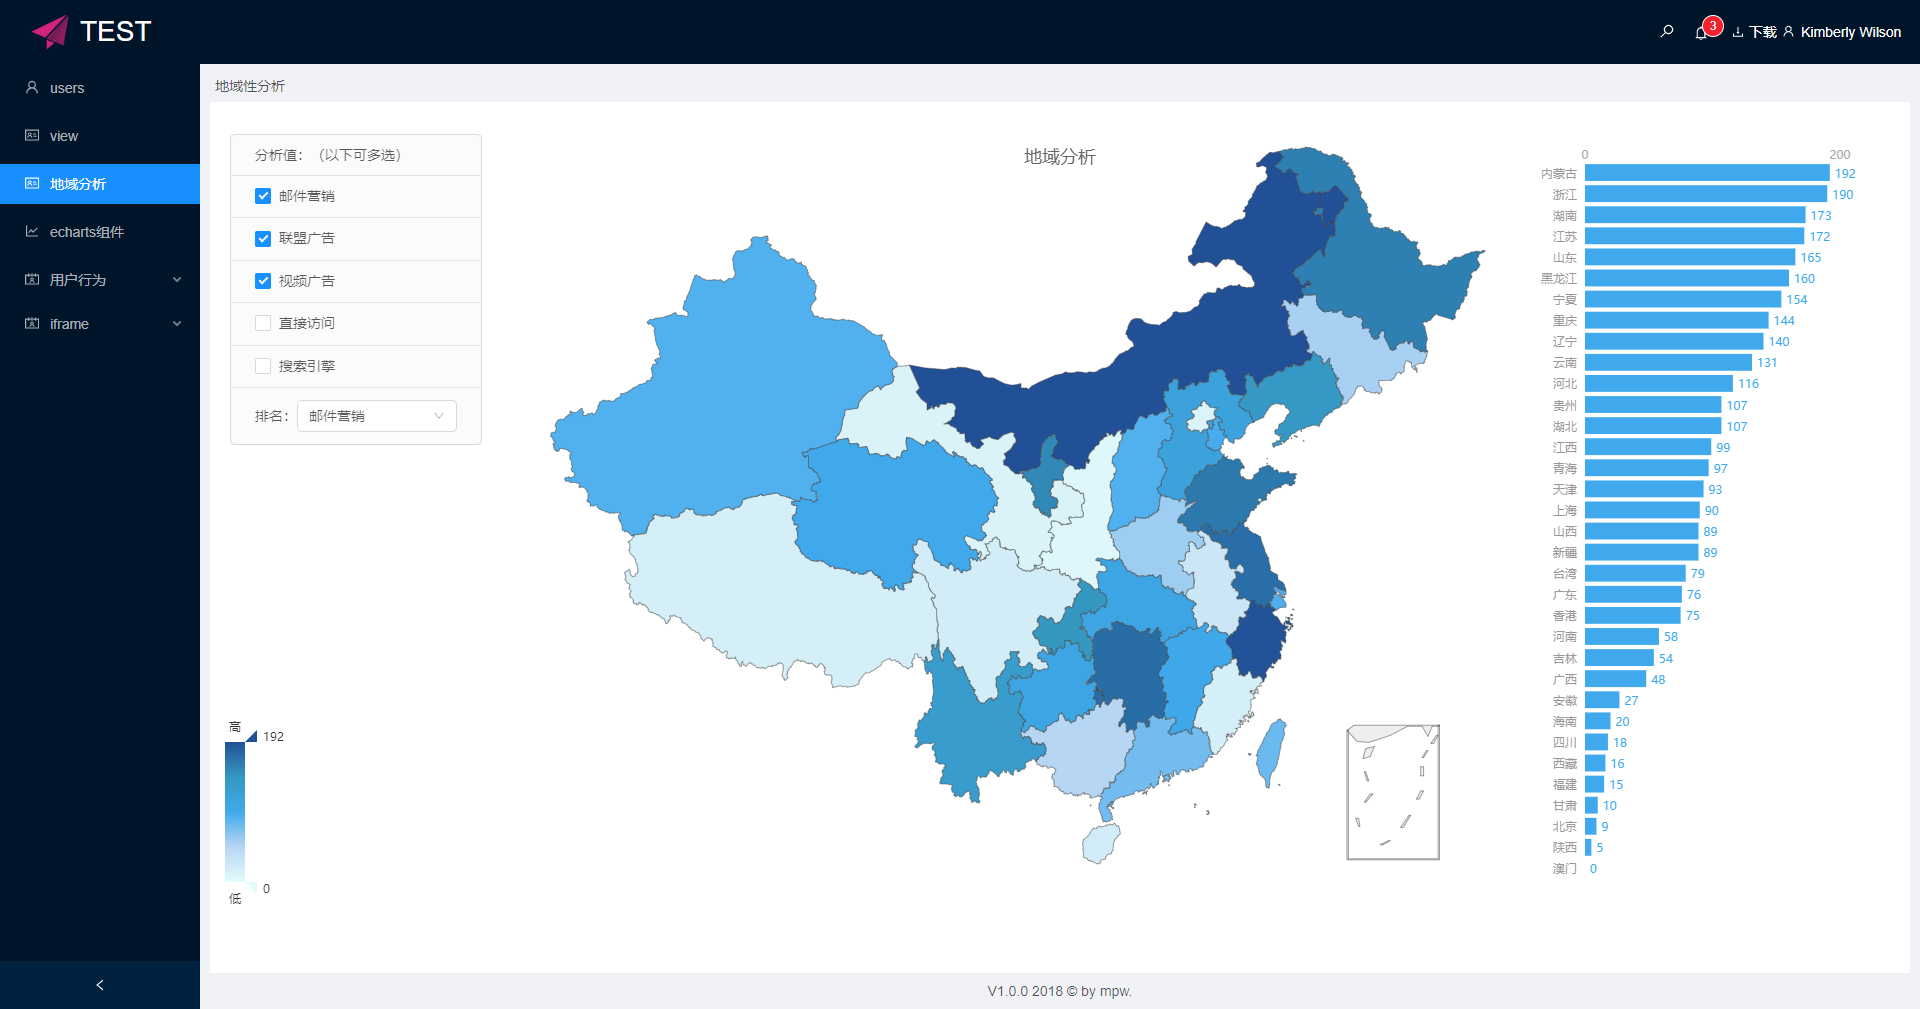 TEST
3
下载
Kimberly Wilson
users
view
地域分析
echarts组件
用户行为
iframe
地域性分析
分析值：（以下可多选）
邮件营销
联盟广告
视频广告
直接访问
搜索引擎
排名：
邮件营销
地域分析
高
192
0
低
0 200
内蒙古 192
浙江 190
湖南 173
江苏 172
山东 165
黑龙江 160
宁夏 154
重庆 144
辽宁 140
云南 131
河北 116
贵州 107
湖北 107
江西 99
青海 97
天津 93
上海 90
山西 89
新疆 89
台湾 79
广东 76
香港 75
河南 58
吉林 54
广西 48
安徽 27
海南 20
四川 18
西藏 16
福建 15
甘肃 10
北京 9
陕西 5
澳门 0
V1.0.0 2018 © by mpw.